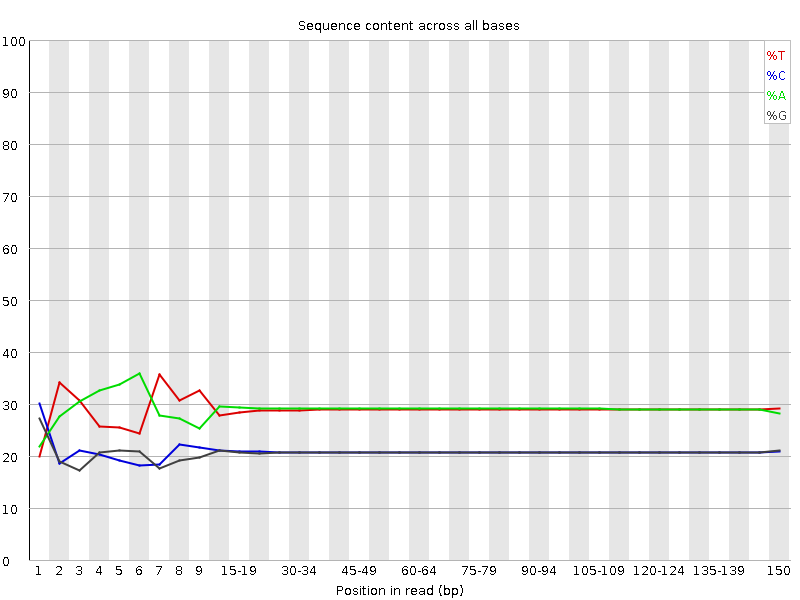 Sequence content across all bases
100
%T
%C
90
%A
%G
80
70
60
50
40
30
20
10
0
1 2 3 4 5 6 7 8 9 15-19 30-34 45-49 60-64 75-79 90-94 105-109 120-124 135-139 150
Position in read (bp)